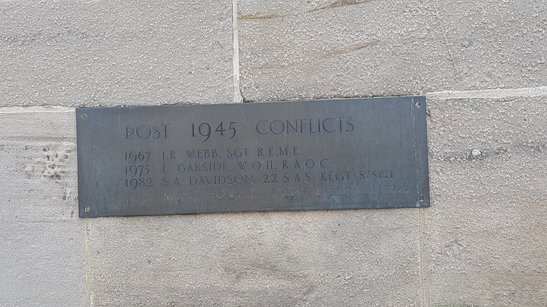 POST 1945 CONFLICTS
1967 J.R. WEBB. SGT. R.E.M.E.
1975 E. GARSIDE. W.O.II. R.A.O.C.
1982 S.A. DAVIDSON. 22 S.A.S. REGT (S/SGT)